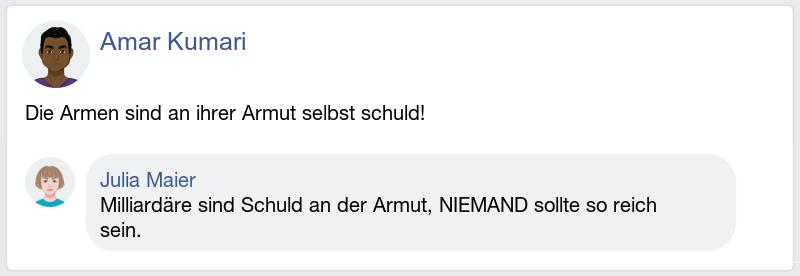 Amar Kumari
Die Armen sind an ihrer Armut selbst schuld!
Julia Maier
Milliardäre sind Schuld an der Armut, NIEMAND sollte so reich
sein.